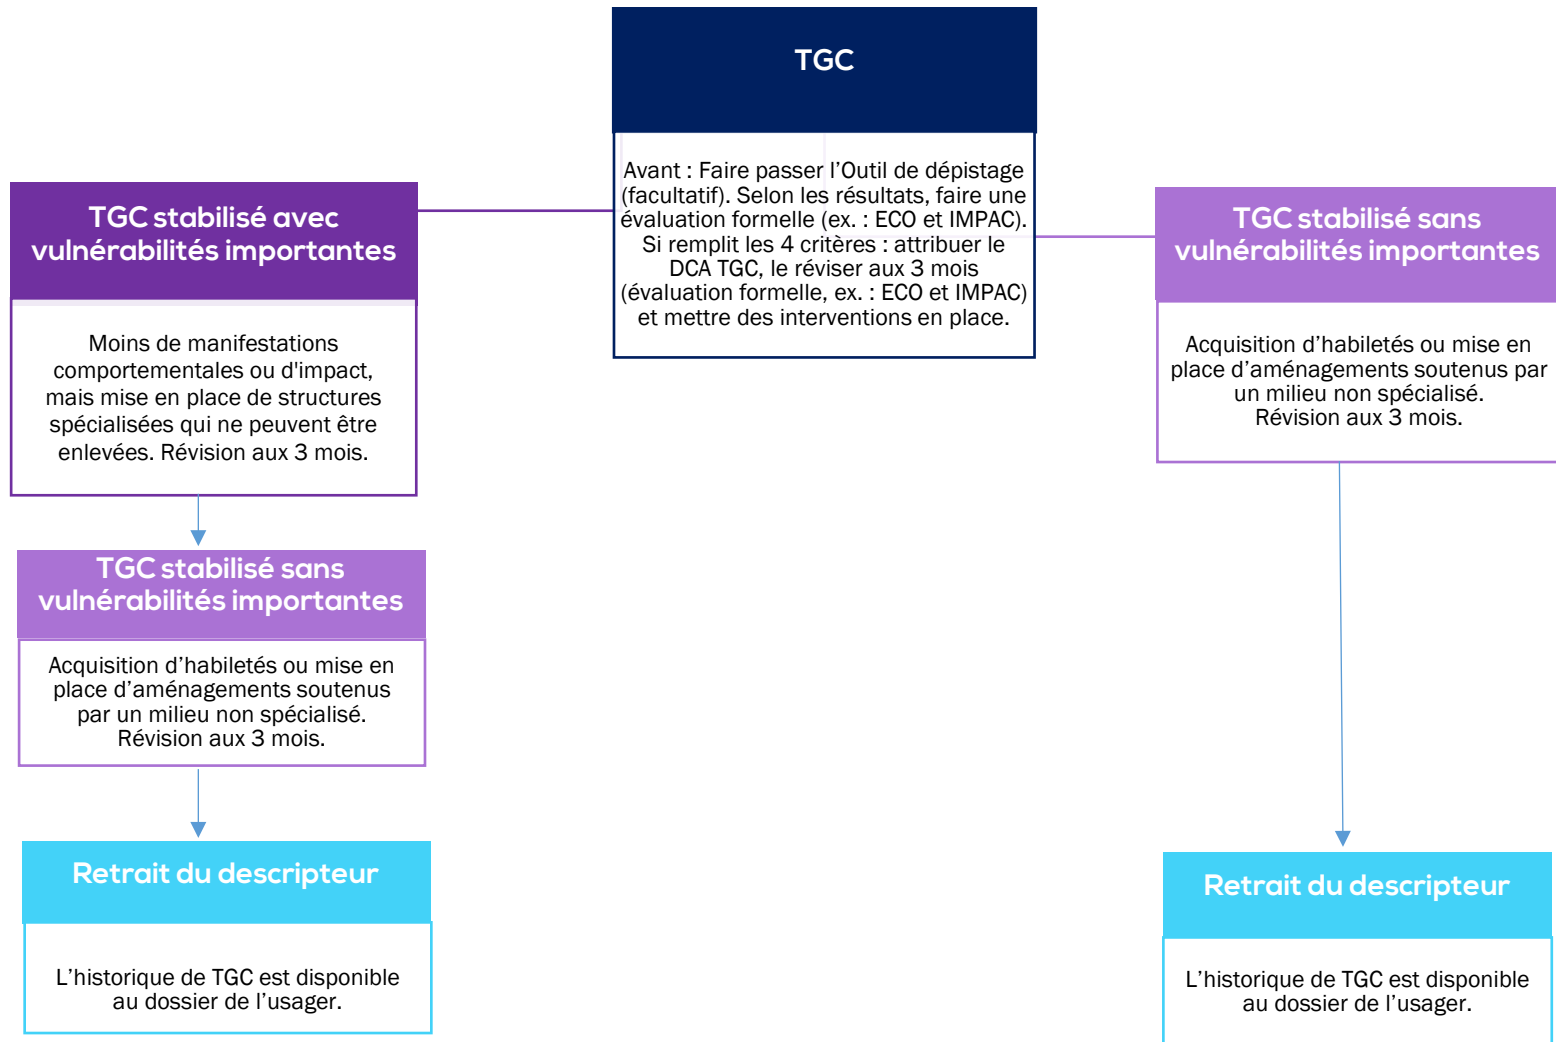 TGC
Avant : Faire passer l’Outil de dépistage
(facultatif). Selon les résultats, faire une
évaluation formelle (ex. : ECO et IMPAC).
Si remplit les 4 critères : attribuer le
DCA TGC, le réviser aux 3 mois
(évaluation formelle, ex. : ECO et IMPAC)
et mettre des interventions en place.
TGC stabilisé avec
vulnérabilités importantes
Moins de manifestations
comportementales ou d'impact,
mais mise en place de structures
spécialisées qui ne peuvent être
enlevées. Révision aux 3 mois.
TGC stabilisé sans
vulnérabilités importantes
Acquisition d’habiletés ou mise en
place d’aménagements soutenus
par un milieu non spécialisé.
Révision aux 3 mois.
Retrait du descripteur
L’historique de TGC est disponible
au dossier de l’usager.
TGC stabilisé sans
vulnérabilités importantes
Acquisition d’habiletés ou mise en
place d’aménagements soutenus par
un milieu non spécialisé.
Révision aux 3 mois.
Retrait du descripteur
L’historique de TGC est disponible
au dossier de l’usager.